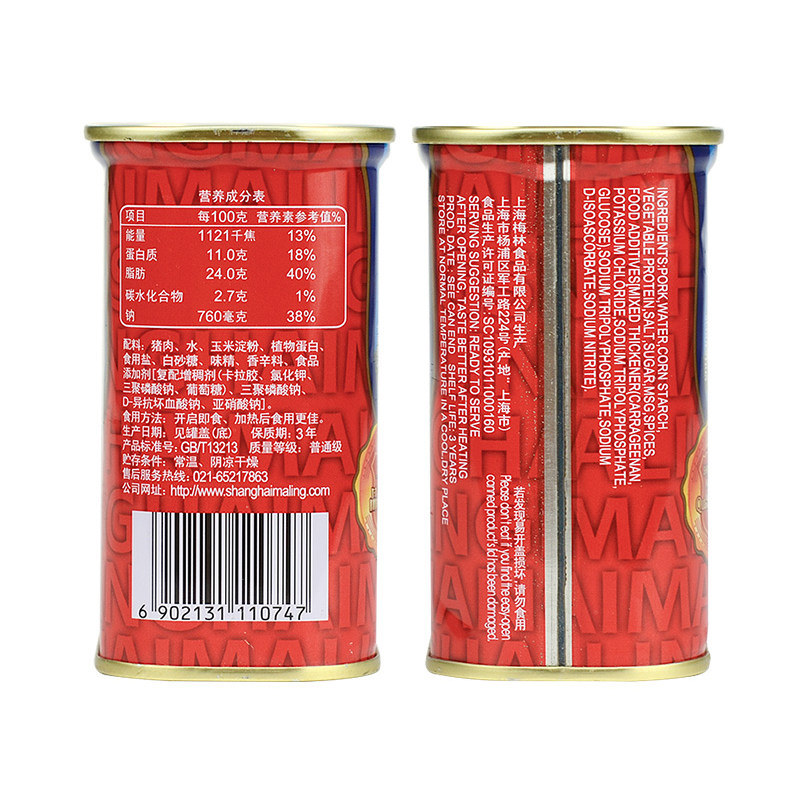 营养成分表
项目 每100克 营养素参考值%
能量 1121千焦 13%
蛋白质 11.0克 18%
脂肪 24.0克 40%
碳水化合物 2.7克 1%
钠 760毫克 38%
配料：猪肉、水、玉米淀粉、植物蛋白、
食用盐、白砂糖、味精、香辛料、食品
添加剂[复配增稠剂(卡拉胶、氯化钾、
三聚磷酸钠、葡萄糖)、三聚磷酸钠、
D-异抗坏血酸钠、亚硝酸钠]。
食用方法：开启即食、加热后食用更佳。
生产日期：见罐盖(底) 保质期：3年
产品标准号：GB/T13213 质量等级：普通级
贮存条件：常温、阴凉干燥
售后服务热线：021-65217863
公司网址：http://www.shanghaimaling.com
6 902131 110747
INGREDIENTS:PORK,WATER,CORN STARCH,
VEGETABLE PROTEIN,SALT,SUGAR,MSG,SPICES,
FOOD ADDITIVES[MIXED THICKENER(CARRAGEENAN,
POTASSIUM CHLORIDE,SODIUM TRIPOLYPHOSPHATE,
GLUCOSE),SODIUM TRIPOLYPHOSPHATE,SODIUM
D-ISOASCORBATE,SODIUM NITRITE).
上海梅林食品有限公司生产
上海市杨浦区军工路224号(产地：上海市)
食品生产许可证编号：SC10931011000160
SERVING SUGGESTION: READY TO SERVE
AFTER OPENING, TASTE BETTER AFTER HEATING
PROD. DATE: SEE CAN END SHELF LIFE: 3 YEARS
STORE AT NORMAL TEMPERATURE IN A COOL,DRY PLACE
若发现易开盖损坏，请勿食用
Please don't eat if you find the easy-open
canned product's lid has been damaged.